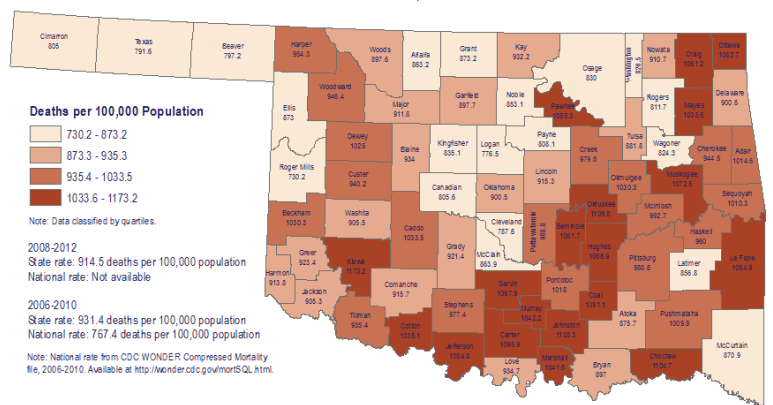 Cimarron
805
Texas
791.6
Beaver
797.2
Harper
954.3
Woods
897.6
Alfalfa
863.2
Grant
873.2
Kay
932.2
Osage
830
Washington
Nowata
910.7
Craig
1061.2
Ottawa
1082.7
Ellis
873
Woodward
Major
911.8
Garfield
897.7
Noble
853.1
Pawnee
Rogers
811.7
Mayes
Delaware
900.6
Deaths per 100,000 Population
730.2 - 873.2
873.3 - 935.3
935.4 - 1033.5
1033.6 - 1173.2
Note: Data classified by quartiles.
Dewey
1026
Blaine
934
Kingfisher
835.1
Logan
776.5
Payne
808.1
Creek
979.5
Tulsa
881.8
Wagoner
824.3
Cherokee
944.5
Adair
1014.6
Roger Mills
730.2
Custer
940.2
Canadian
805.6
Oklahoma
900.5
Lincoln
915.3
Okmulgee
1030.3
Muskogee
1072.6
Sequoyah
1010.3
Beckham
1030.3
Washita
905.5
Caddo
1033.5
Grady
921.4
Cleveland
787.6
McClain
863.9
Pottawatomie
Seminole
Okfuskee
McIntosh
992.7
Haskell
960
Hughes
Pittsburg
Latimer
856.8
Le Flore
2008-2012
State rate: 914.5 deaths per 100,000 population
National rate: Not available
2006-2010
State rate: 931.4 deaths per 100,000 population
National rate: 767.4 deaths per 100,000 population
Note: National rate from CDC WONDER Compressed Mortality
file, 2006-2010. Available at http://wonder.cdc.gov/mortSQL.html.
Greer
923.4
Kiowa
1173.2
Harmon
913.8
Jackson
935.3
Comanche
915.7
Tillman
935.4
Cotton
Stephens
977.4
Garvin
Pontotoc
Murray
Coal
Johnston
Atoka
875.7
Pushmataha
1009.9
McCurtain
870.9
Jefferson
Carter
Love
934.7
Marshall
Bryan
897
Choctaw
1104.7